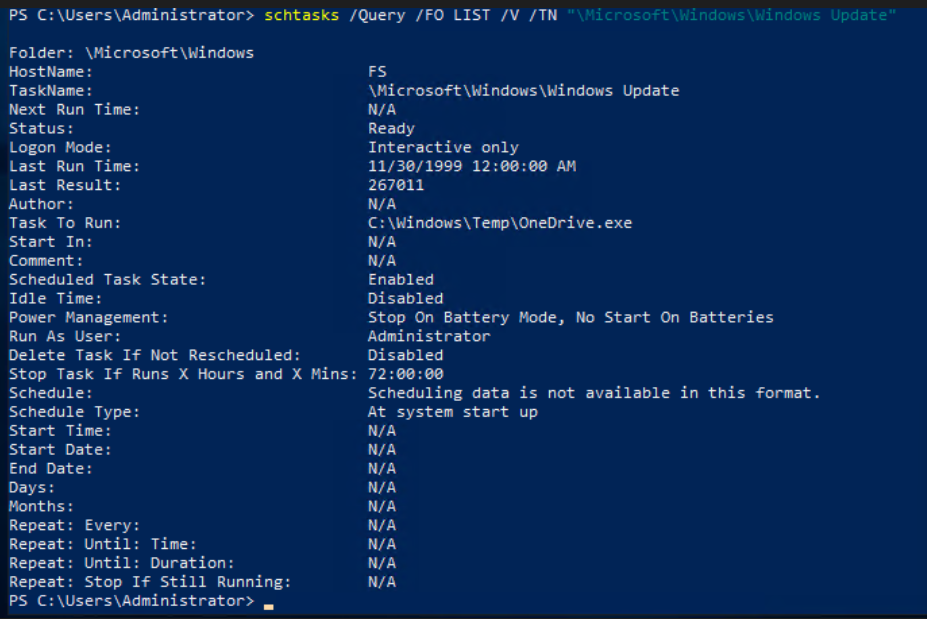 PS C:\Users\Administrator> schtasks /Query /FO LIST /V /TN "\Microsoft\Windows\Windows Update"
Folder: \Microsoft\Windows
HostName: FS
TaskName: \Microsoft\Windows\Windows Update
Next Run Time: N/A
Status: Ready
Logon Mode: Interactive only
Last Run Time: 11/30/1999 12:00:00 AM
Last Result: 267011
Author: N/A
Task To Run: C:\Windows\Temp\OneDrive.exe
Start In: N/A
Comment: N/A
Scheduled Task State: Enabled
Idle Time: Disabled
Power Management: Stop On Battery Mode, No Start On Batteries
Run As User: Administrator
Delete Task If Not Rescheduled: Disabled
Stop Task If Runs X Hours and X Mins: 72:00:00
Schedule: Scheduling data is not available in this format.
Schedule Type: At system start up
Start Time: N/A
Start Date: N/A
End Date: N/A
Days: N/A
Months: N/A
Repeat: Every: N/A
Repeat: Until: Time: N/A
Repeat: Until: Duration: N/A
Repeat: Stop If Still Running: N/A
PS C:\Users\Administrator>